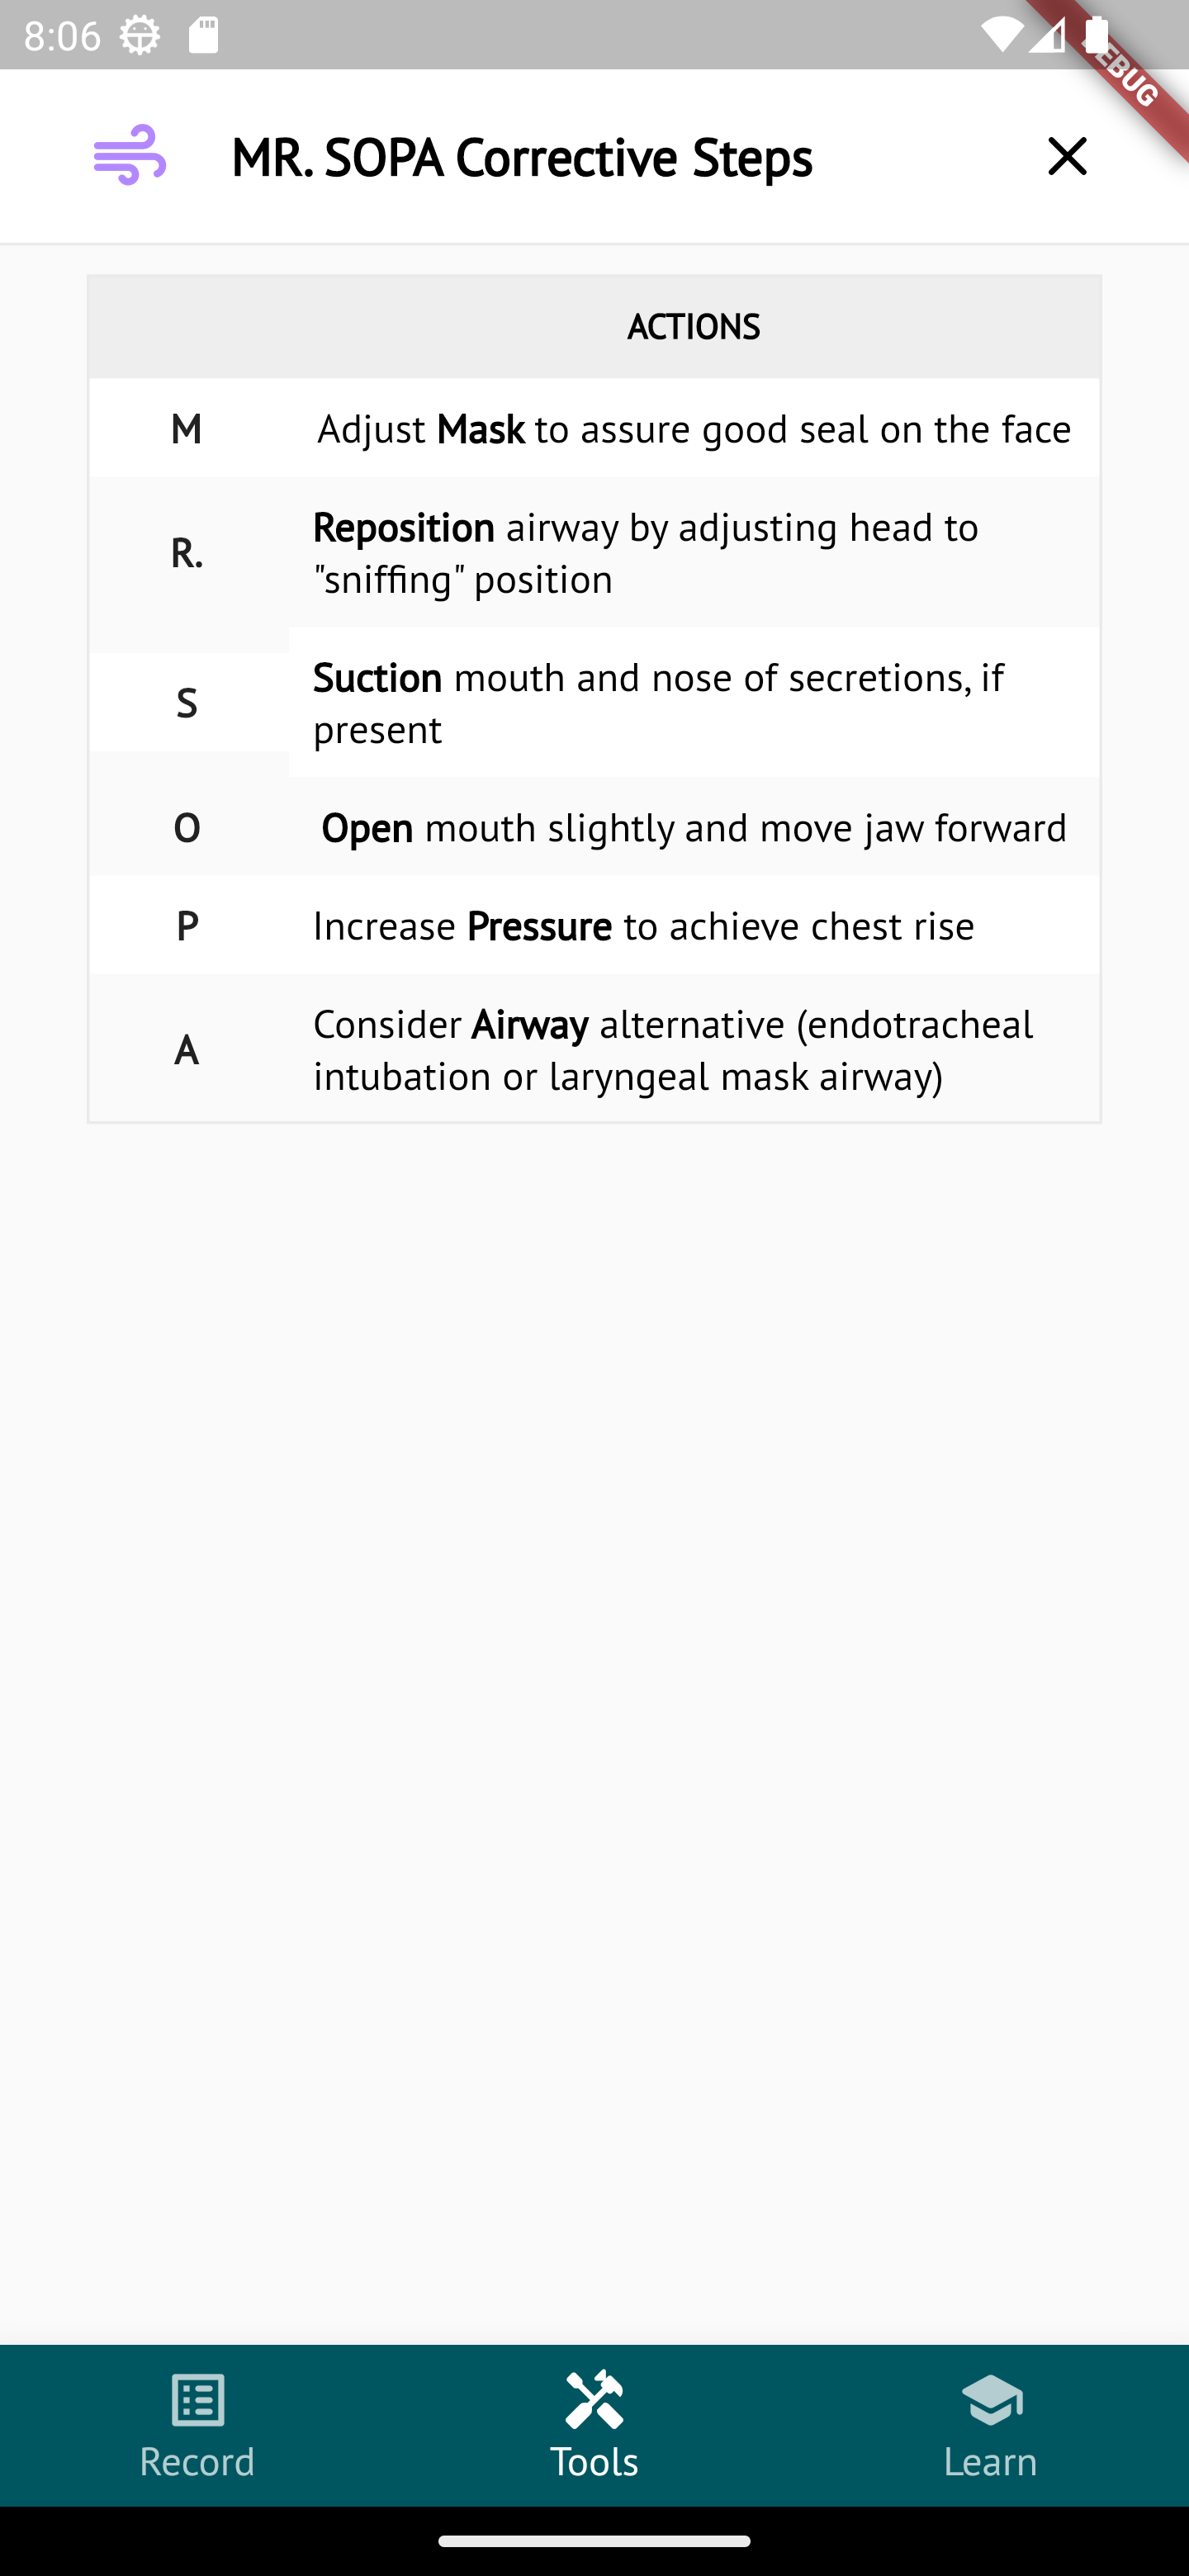 8:06
DEBUG
MR. SOPA Corrective Steps
ACTIONS
M
Adjust Mask to assure good seal on the face
R.
Reposition airway by adjusting head to
"sniffing" position
S
Suction mouth and nose of secretions, if
present
O
Open mouth slightly and move jaw forward
P
Increase Pressure to achieve chest rise
A
Consider Airway alternative (endotracheal
intubation or laryngeal mask airway)
Record
Tools
Learn